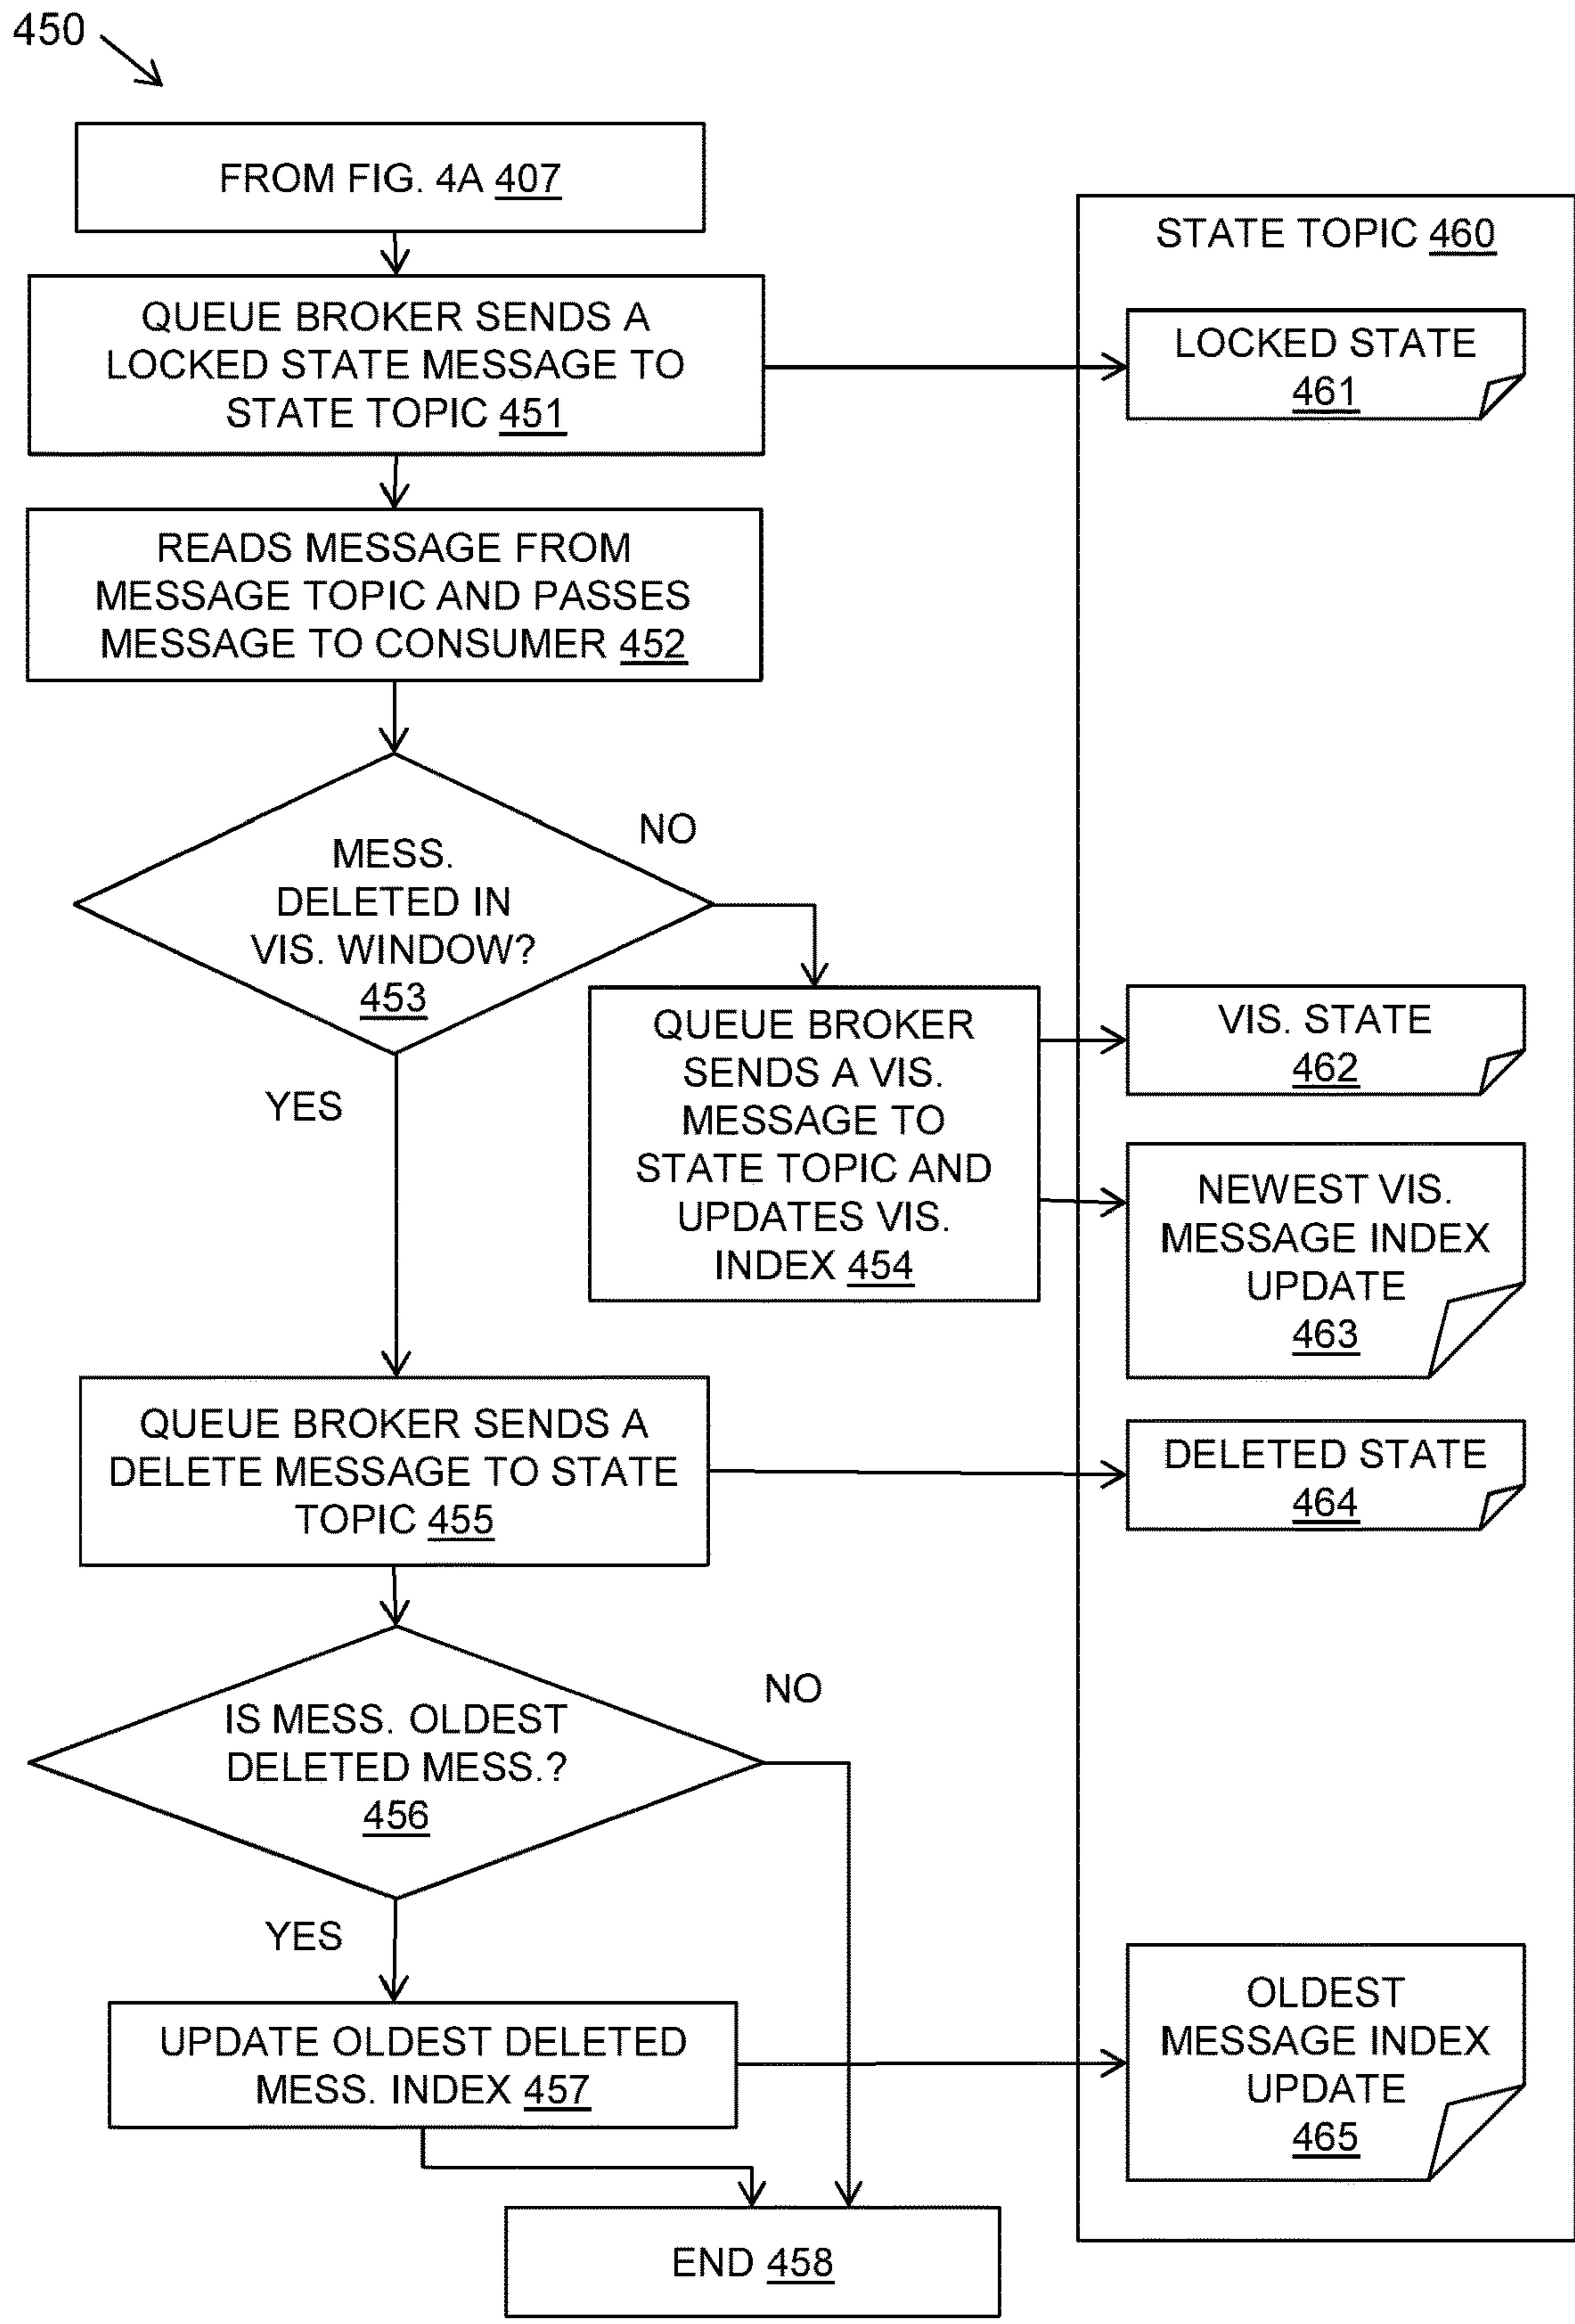 450
FROM FIG. 4A 407
QUEUE BROKER SENDS A
LOCKED STATE MESSAGE TO
STATE TOPIC 451
READS MESSAGE FROM
MESSAGE TOPIC AND PASSES
MESSAGE TO CONSUMER 452
MESS.
DELETED IN
VIS. WINDOW?
453
NO
YES
QUEUE BROKER
SENDS A VIS.
MESSAGE TO
STATE TOPIC AND
UPDATES VIS.
INDEX 454
QUEUE BROKER SENDS A
DELETE MESSAGE TO STATE
TOPIC 455
IS MESS. OLDEST
DELETED MESS.?
456
NO
YES
UPDATE OLDEST DELETED
MESS. INDEX 457
END 458
STATE TOPIC 460
LOCKED STATE
461
VIS. STATE
462
NEWEST VIS.
MESSAGE INDEX
UPDATE
463
DELETED STATE
464
OLDEST
MESSAGE INDEX
UPDATE
465